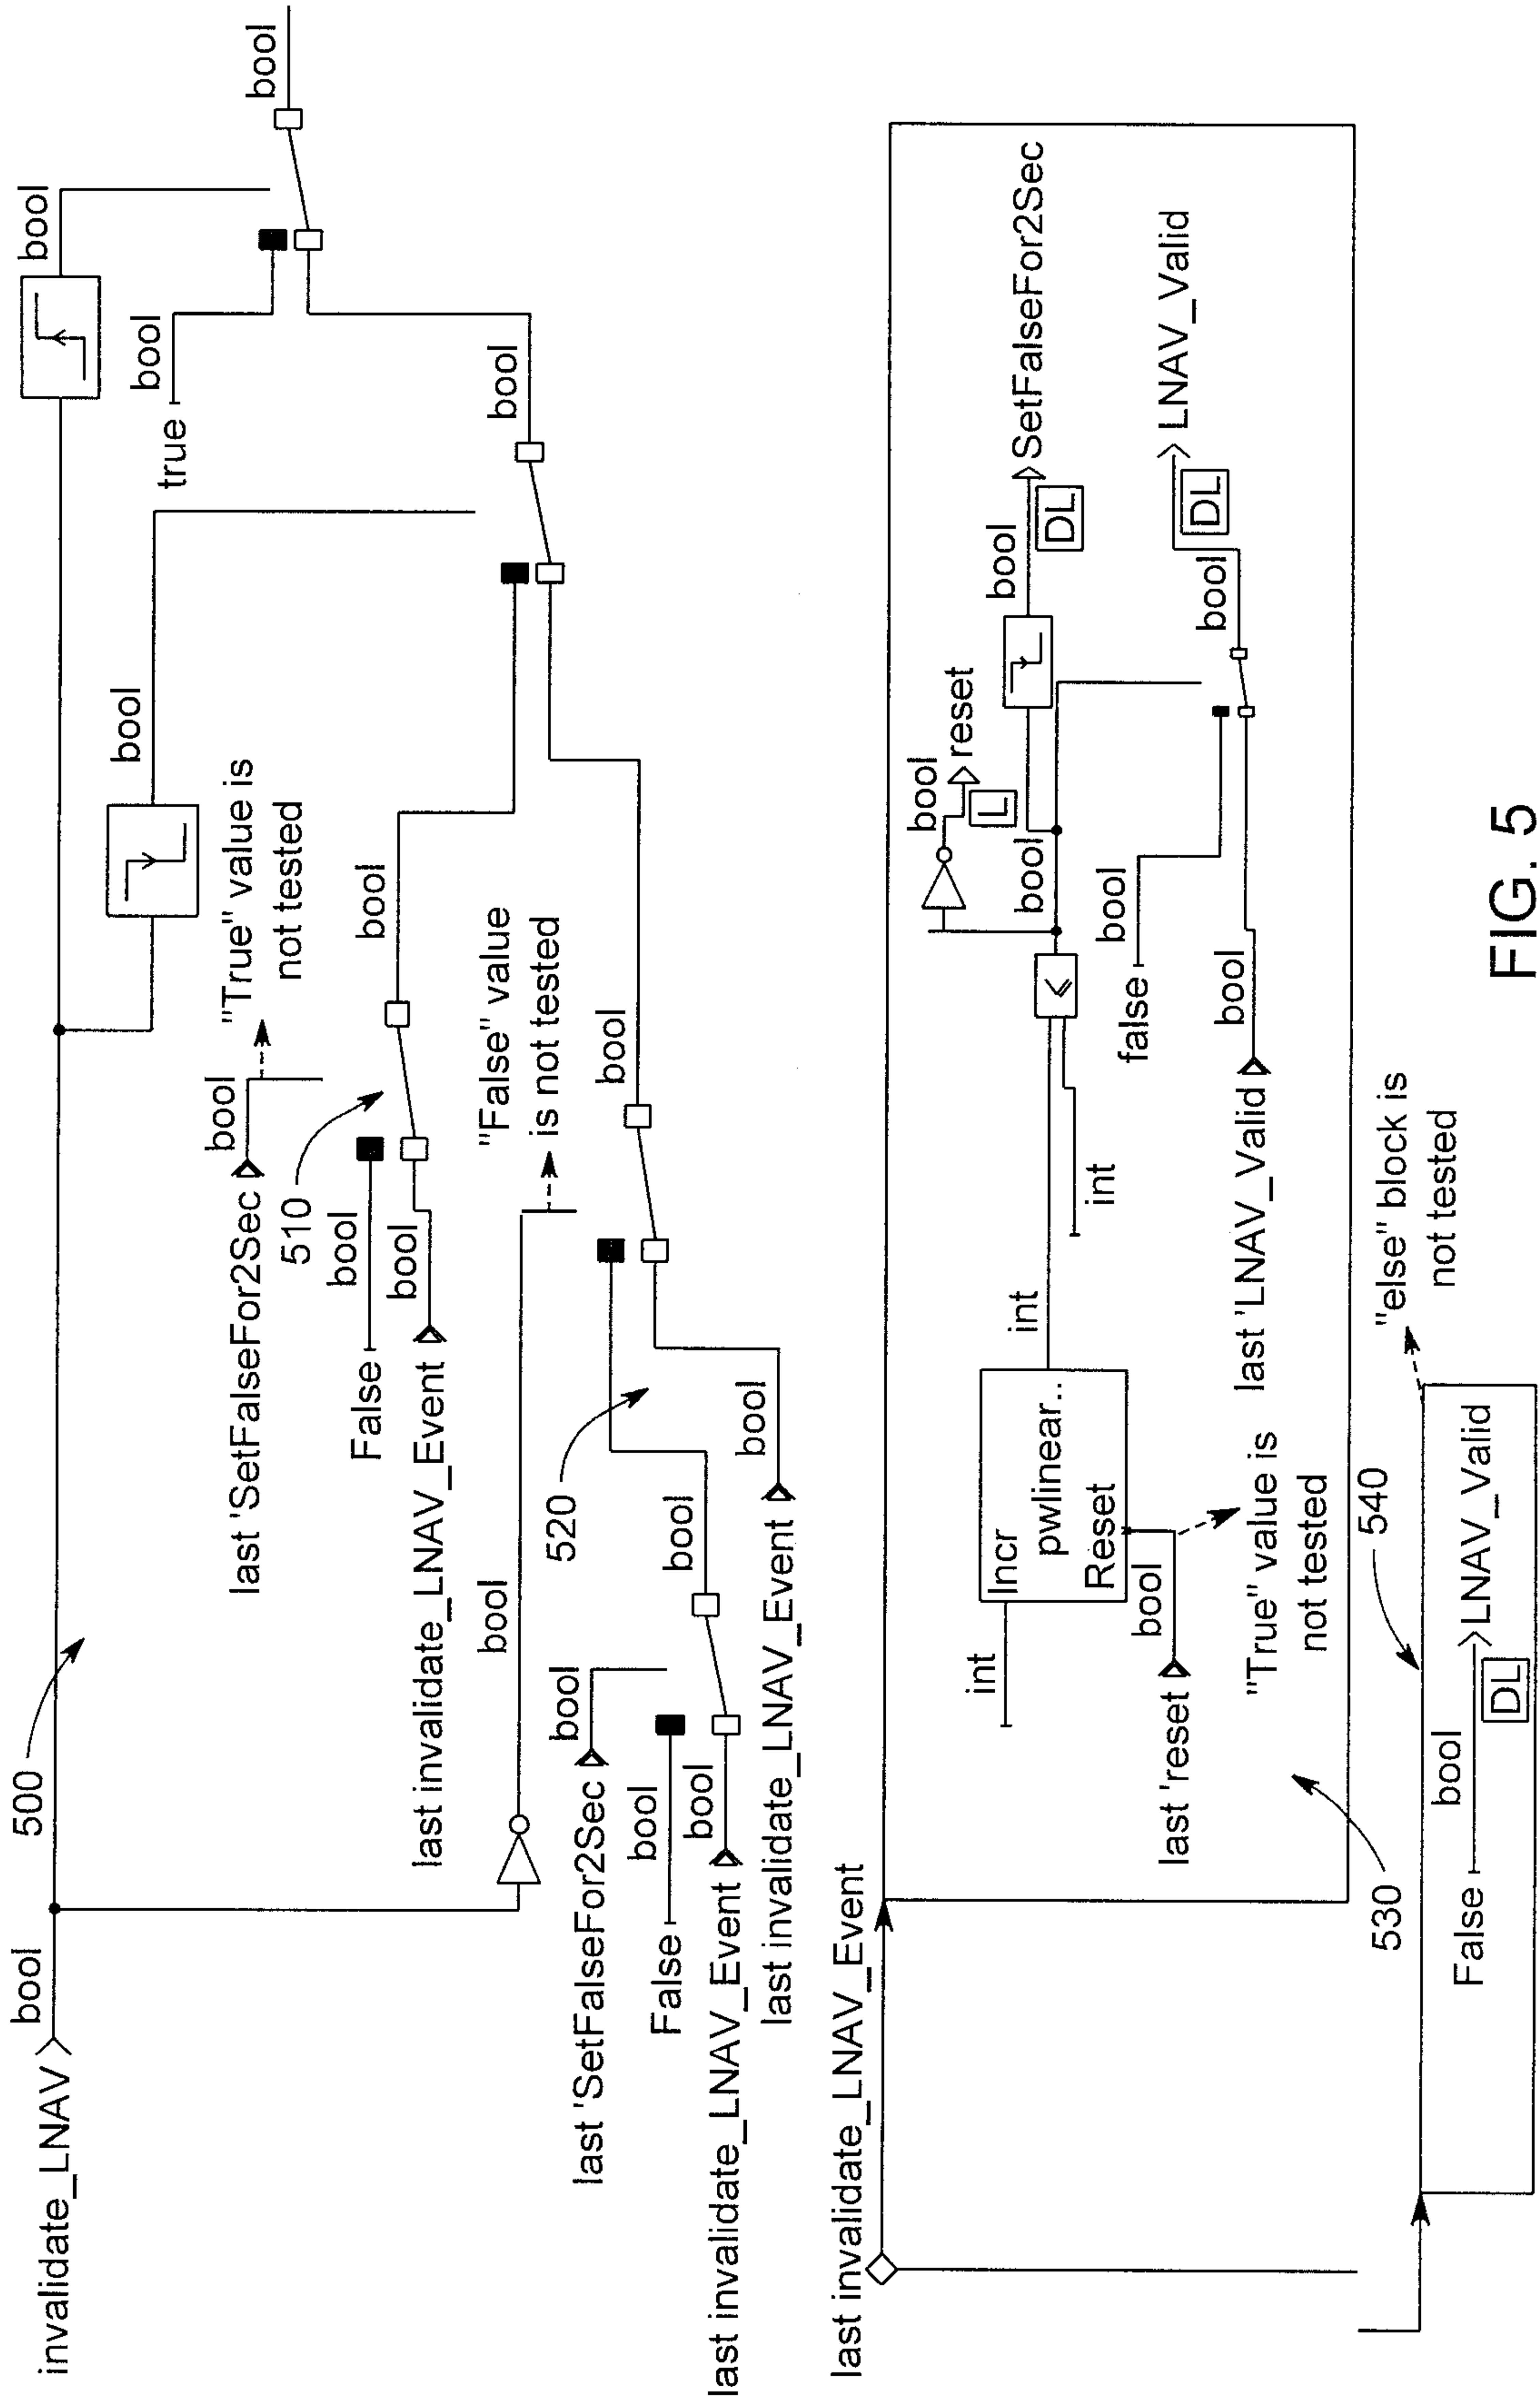 invalidate_LNAV
bool
500
bool
true
bool
bool
bool
"True" value is
not tested
last 'SetFalseFor2Sec
bool
510
False
bool
last invalidate_LNAV_Event
bool
bool
bool
"False" value
is not tested
bool
bool
520
last 'SetFalseFor2Sec
bool
False
bool
last invalidate_LNAV_Event
bool
bool
last invalidate_LNAV_Event
bool
last invalidate_LNAV_Event
int
Incr
pwlinear..
Reset
last 'reset
bool
"True" value is
not tested
530
int
int
≤
bool
bool
reset
L
bool
SetFalseFor2Sec
DL
false
bool
last 'LNAV_Valid
bool
bool
LNAV_Valid
DL
540
"else" block is
not tested
False
bool
LNAV_Valid
DL
FIG. 5